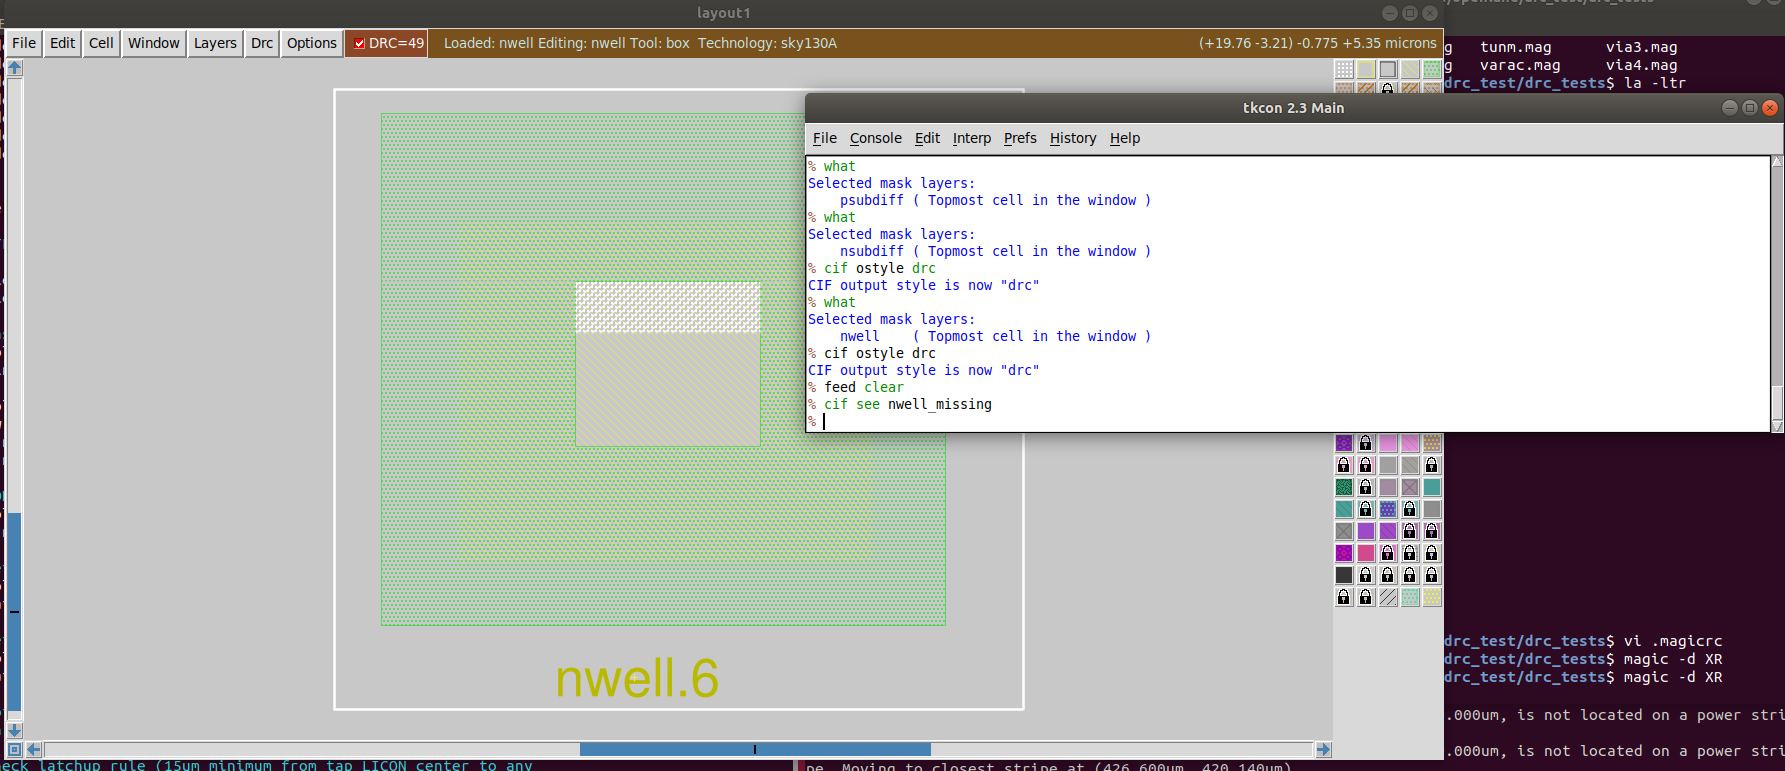 layout1
/openlane/drc_test/drc_tests
File Edit Cell Window Layers Drc Options DRC=49 Loaded: nwell Editing: nwell Tool: box Technology: sky130A (+19.76 -3.21) -0.775 +5.35 microns
g tunm.mag via3.mag
g varac.mag via4.mag
drc_test/drc_tests$ la -ltr
tkcon 2.3 Main
File Console Edit Interp Prefs History Help
% what
Selected mask layers:
psubdiff ( Topmost cell in the window )
% what
Selected mask layers:
nsubdiff ( Topmost cell in the window )
% cif ostyle drc
CIF output style is now "drc"
% what
Selected mask layers:
nwell ( Topmost cell in the window )
% cif ostyle drc
CIF output style is now "drc"
% feed clear
% cif see nwell_missing
%
nwell.6
drc_test/drc_tests$ vi .magicrc
drc_test/drc_tests$ magic -d XR
drc_test/drc_tests$ magic -d XR
.000um, is not located on a power stri
.000um, is not located on a power stri
eck latchup rule (15um minimum from tap LICON center to any
pe. Moving to closest stripe at (426.600um, 420.140um)